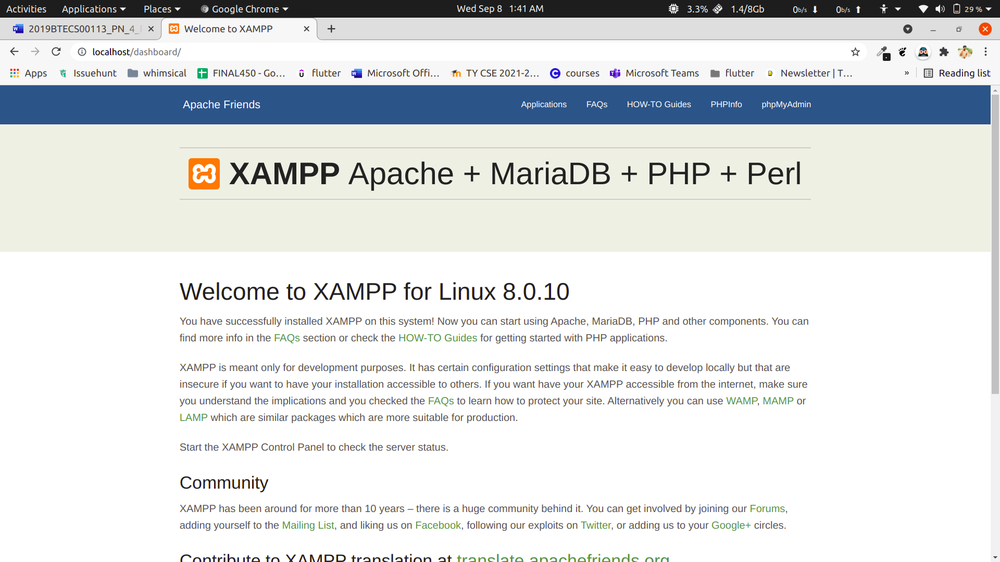 Activities Applications Places Google Chrome Wed Sep 8 1:41 AM 3.3% 1.4/8Gb 0b/s 0b/s 29 %
2019BTECS00113_PN_4_ Welcome to XAMPP
localhost/dashboard/
Apps Issuehunt whimsical FINAL450 - Go... flutter Microsoft Offi... TY CSE 2021-2... courses Microsoft Teams flutter Newsletter | T... » Reading list
Apache Friends Applications FAQs HOW-TO Guides PHPInfo phpMyAdmin
XAMPP Apache + MariaDB + PHP + Perl
Welcome to XAMPP for Linux 8.0.10
You have successfully installed XAMPP on this system! Now you can start using Apache, MariaDB, PHP and other components. You can
find more info in the FAQs section or check the HOW-TO Guides for getting started with PHP applications.
XAMPP is meant only for development purposes. It has certain configuration settings that make it easy to develop locally but that are
insecure if you want to have your installation accessible to others. If you want have your XAMPP accessible from the internet, make sure
you understand the implications and you checked the FAQs to learn how to protect your site. Alternatively you can use WAMP, MAMP or
LAMP which are similar packages which are more suitable for production.
Start the XAMPP Control Panel to check the server status.
Community
XAMPP has been around for more than 10 years – there is a huge community behind it. You can get involved by joining our Forums,
adding yourself to the Mailing List, and liking us on Facebook, following our exploits on Twitter, or adding us to your Google+ circles.
Contribute to XAMPP translation at translate.apachefriends.org